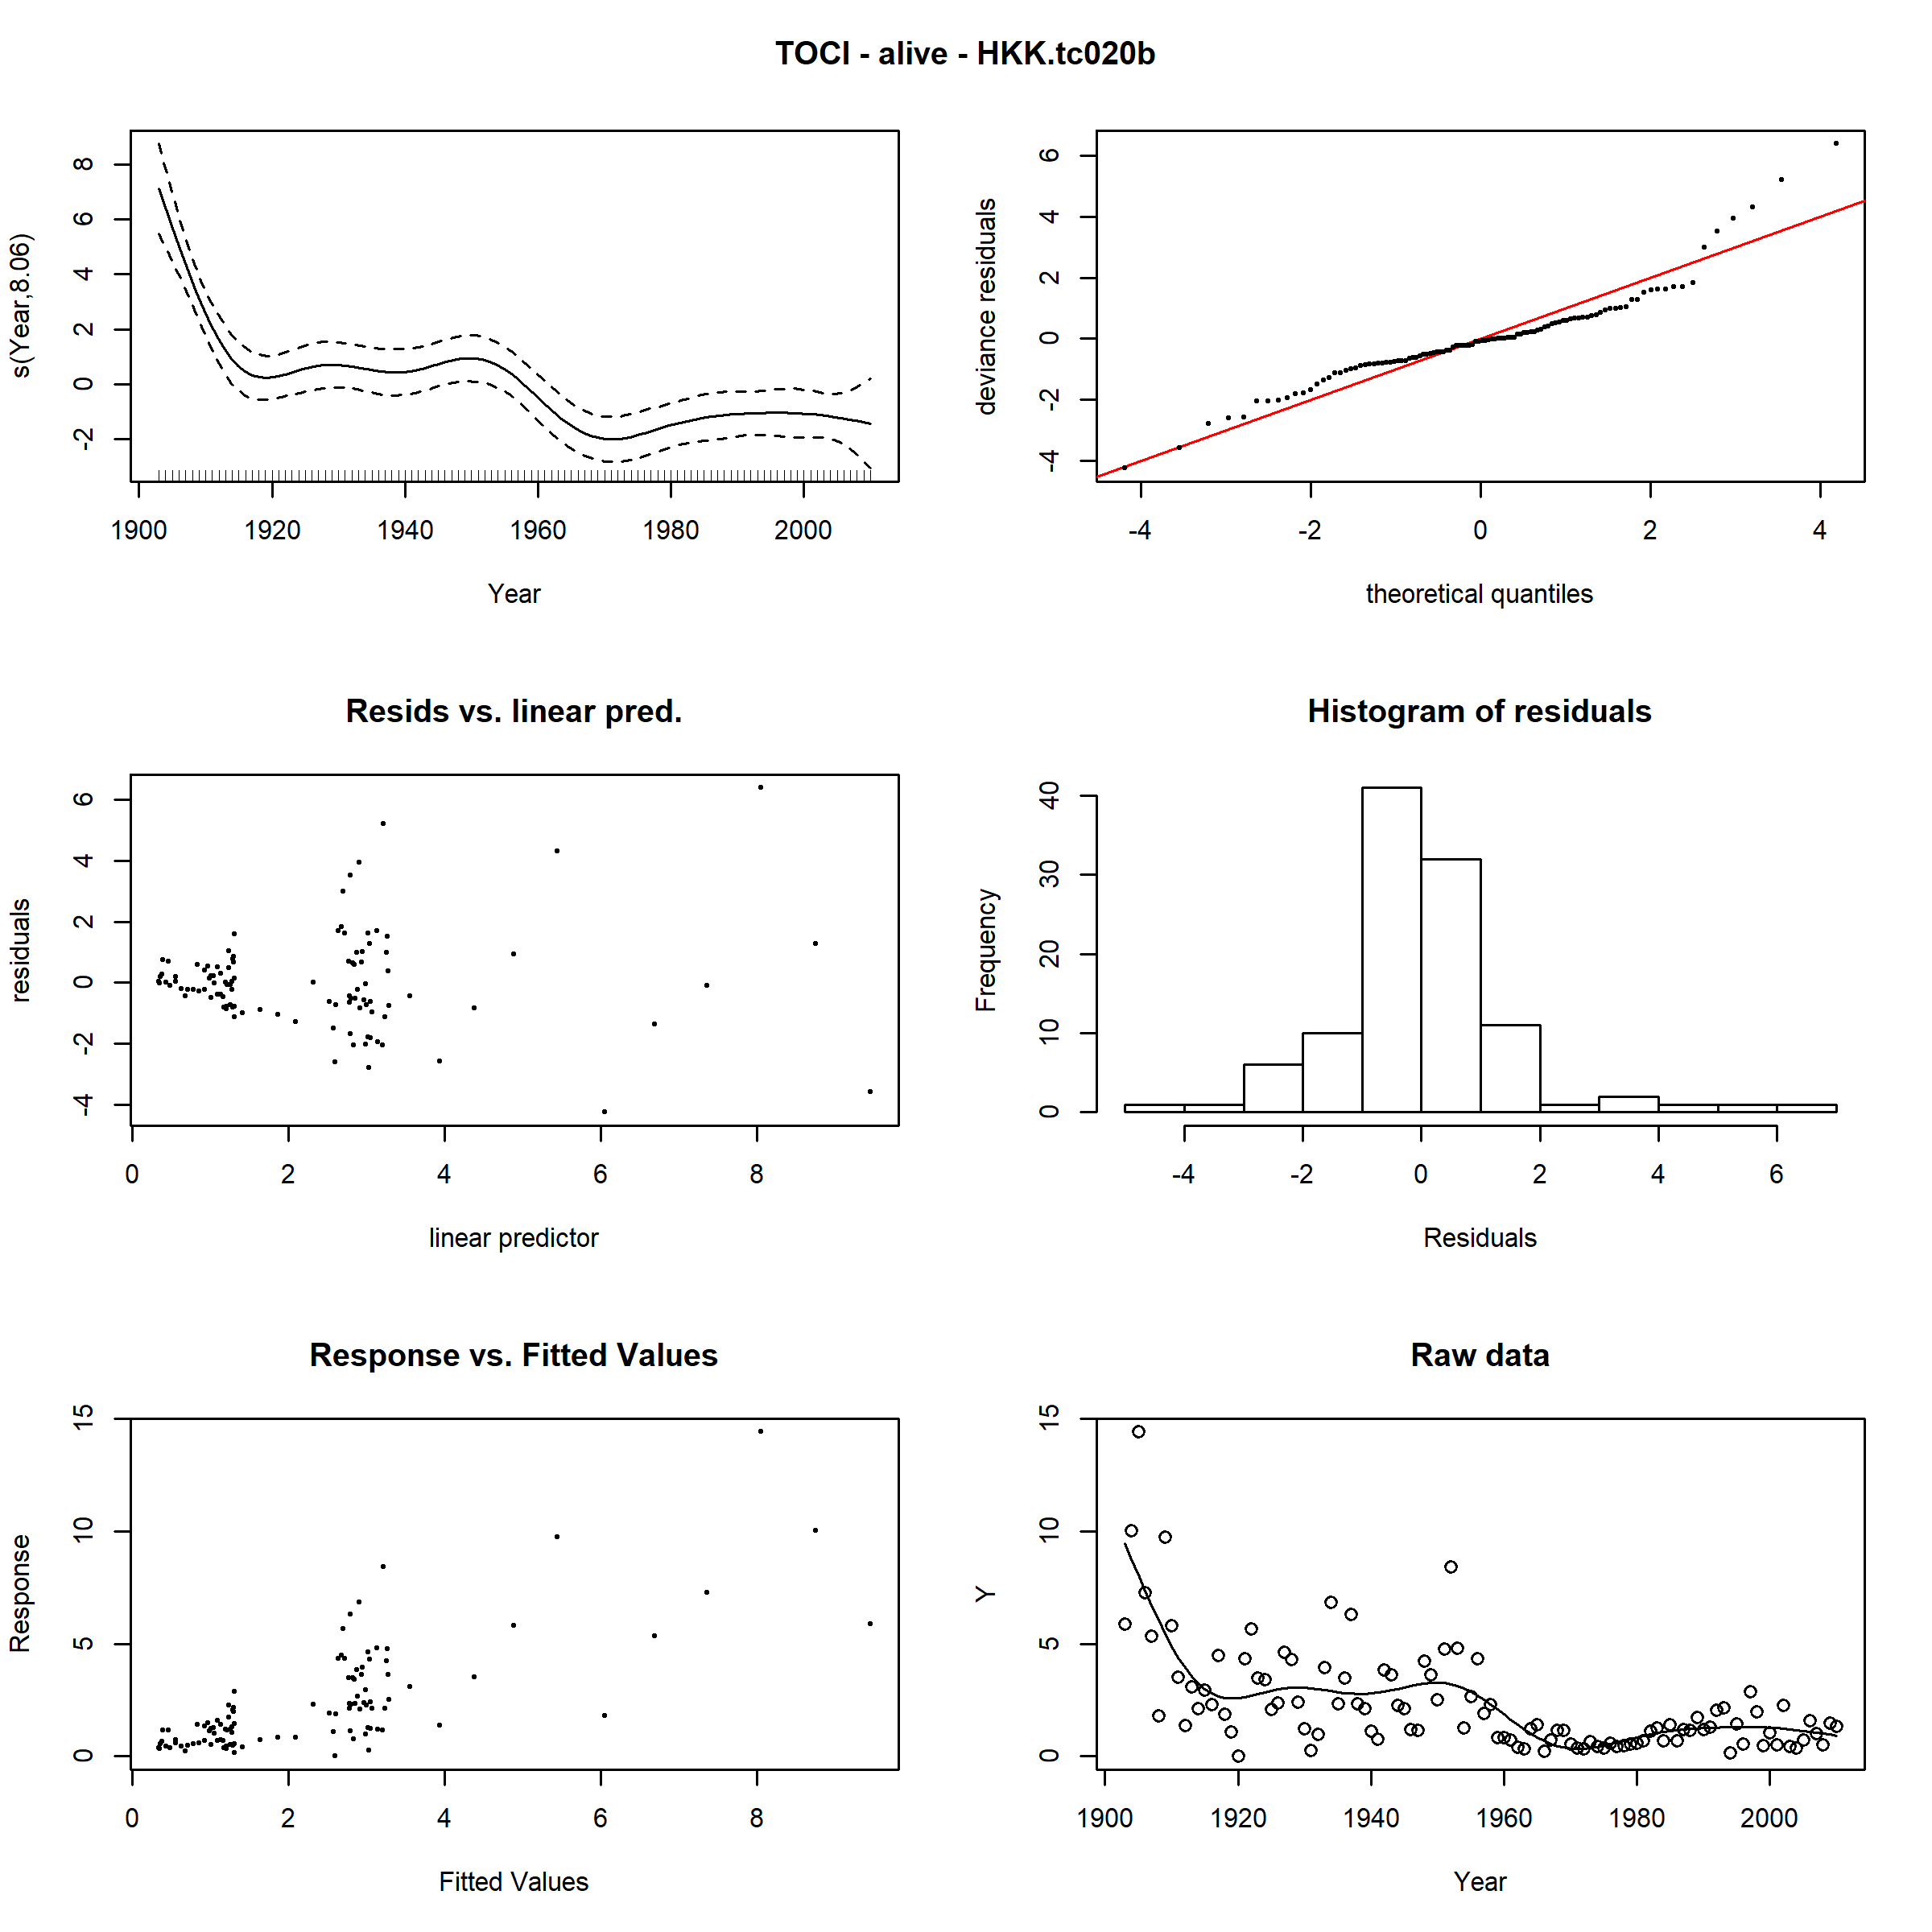 TOCI - alive - HKK.tc020b
s(Year,8.06)
8
6
4
2
0
-2
1900 1920 1940 1960 1980 2000
Year
deviance residuals
6
4
2
0
-2
-4
-4 -2 0 2 4
theoretical quantiles
Resids vs. linear pred.
residuals
6
4
2
0
-2
-4
0 2 4 6 8
linear predictor
Histogram of residuals
Frequency
40
30
20
10
0
-4 -2 0 2 4 6
Residuals
Response vs. Fitted Values
Response
15
10
5
0
0 2 4 6 8
Fitted Values
Raw data
Y
15
10
5
0
1900 1920 1940 1960 1980 2000
Year